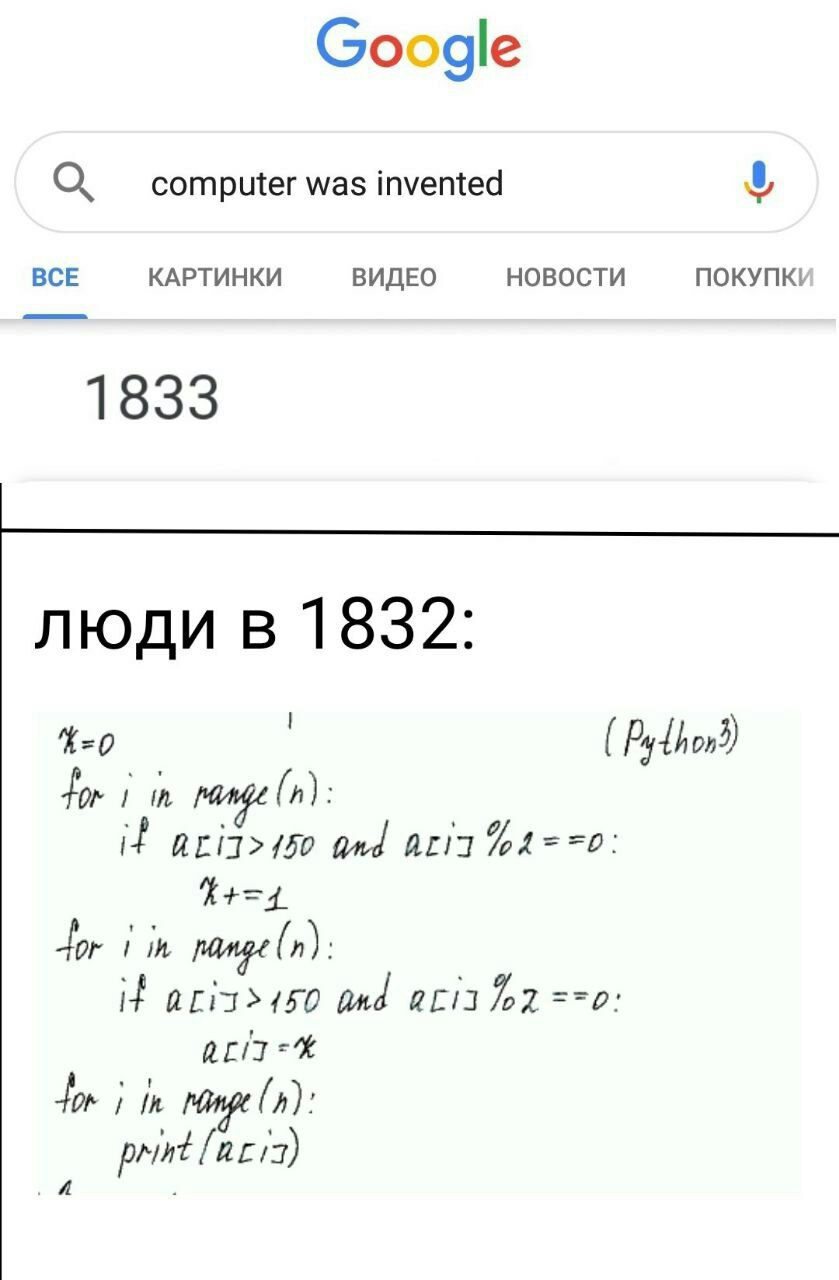 Google
computer was invented
ВСЕ КАРТИНКИ ВИДЕО НОВОСТИ ПОКУПКИ
1833
люди в 1832:
x=0 (Python3)
for i in range(n):
if a[i]>150 and a[i]%2==0:
x+=1
for i in range(n):
if a[i]>150 and a[i]%2==0:
a[i]=x
for i in range(n):
print(a[i])